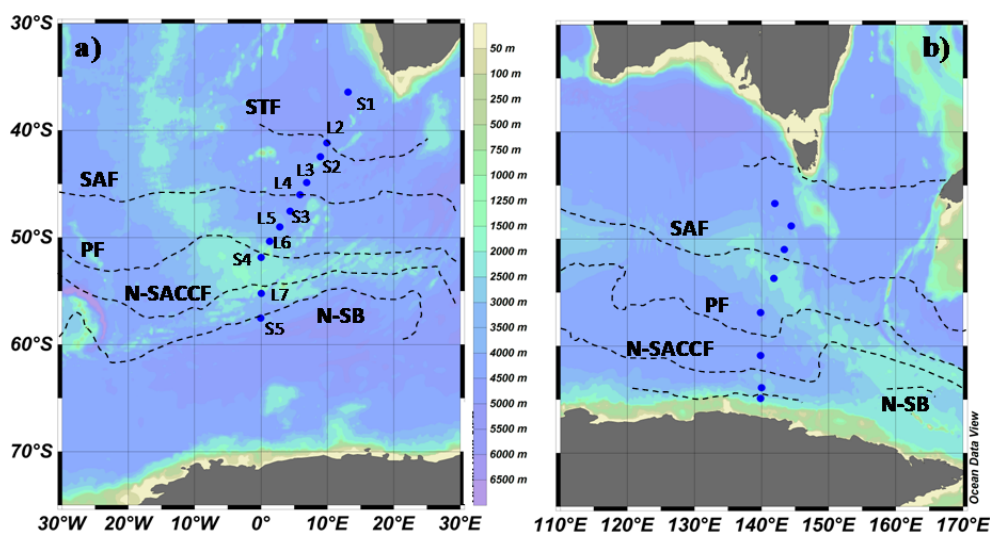 a)
30°S
40°S
50°S
60°S
70°S
30°W
20°W
10°W
0°
10°E
20°E
30°E
STF
SAF
PF
N-SACCF
N-SB
S1
L2
S2
L3
L4
S3
L5
L6
S4
L7
S5
50 m
100 m
250 m
500 m
750 m
1000 m
1250 m
1500 m
2000 m
2500 m
3000 m
3500 m
4000 m
4500 m
5000 m
5500 m
6000 m
6500 m
b)
SAF
PF
N-SACCF
N-SB
110°E
120°E
130°E
140°E
150°E
160°E
170°E
Ocean Data View